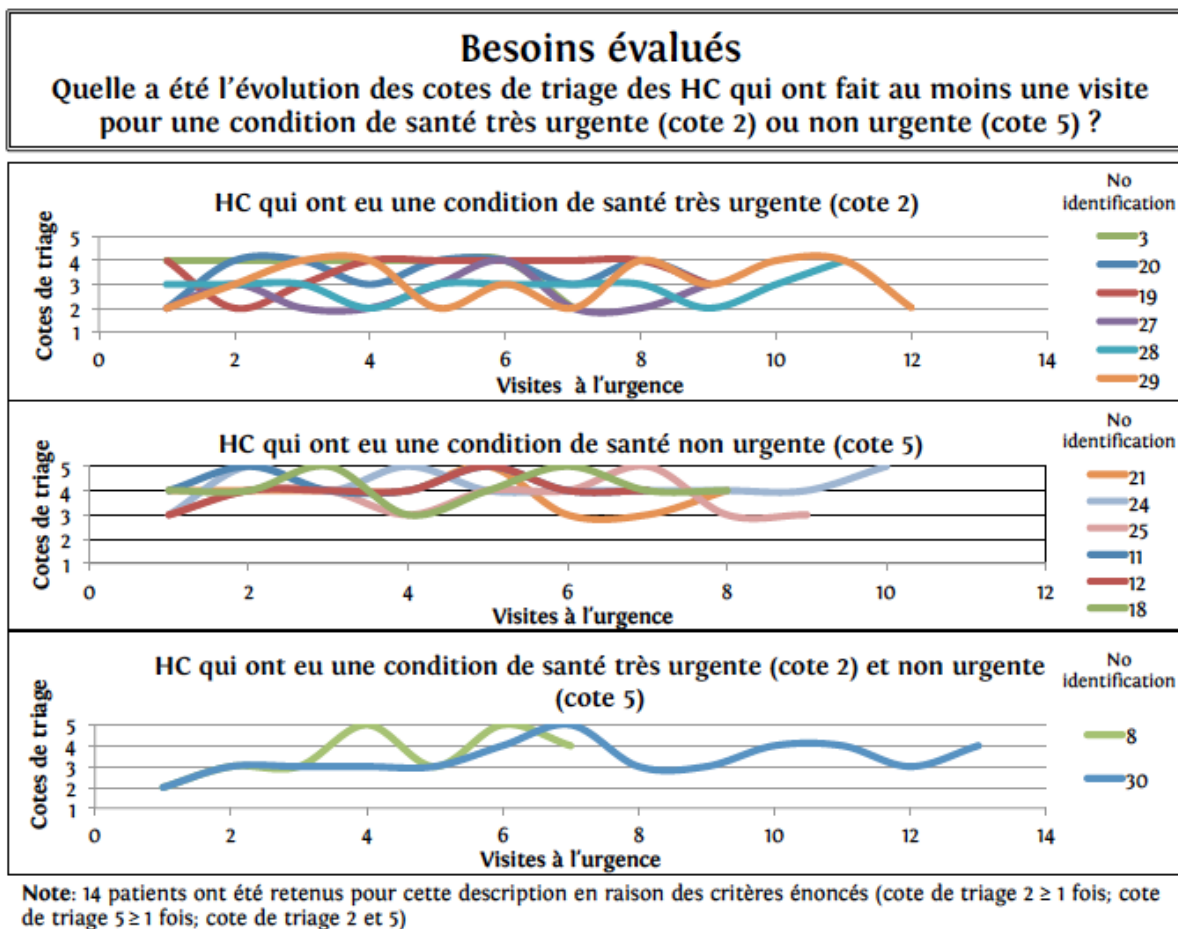 Besoins évalués
Quelle a été l'évolution des cotes de triage des HC qui ont fait au moins une visite
pour une condition de santé très urgente (cote 2) ou non urgente (cote 5) ?
HC qui ont eu une condition de santé très urgente (cote 2)
No
identification
Cotes de triage
5
4
3
2
1
0 2 4 6 8 10 12 14
Visites à l'urgence
3
20
19
27
28
29
HC qui ont eu une condition de santé non urgente (cote 5)
No
identification
Cotes de triage
5
4
3
2
1
0 2 4 6 8 10 12
Visites à l'urgence
21
24
25
11
12
18
HC qui ont eu une condition de santé très urgente (cote 2) et non urgente
(cote 5)
No
identification
Cotes de triage
5
4
3
2
1
0 2 4 6 8 10 12 14
Visites à l'urgence
8
30
Note: 14 patients ont été retenus pour cette description en raison des critères énoncés (cote de triage 2 ≥ 1 fois; cote
de triage 5 ≥ 1 fois; cote de triage 2 et 5)